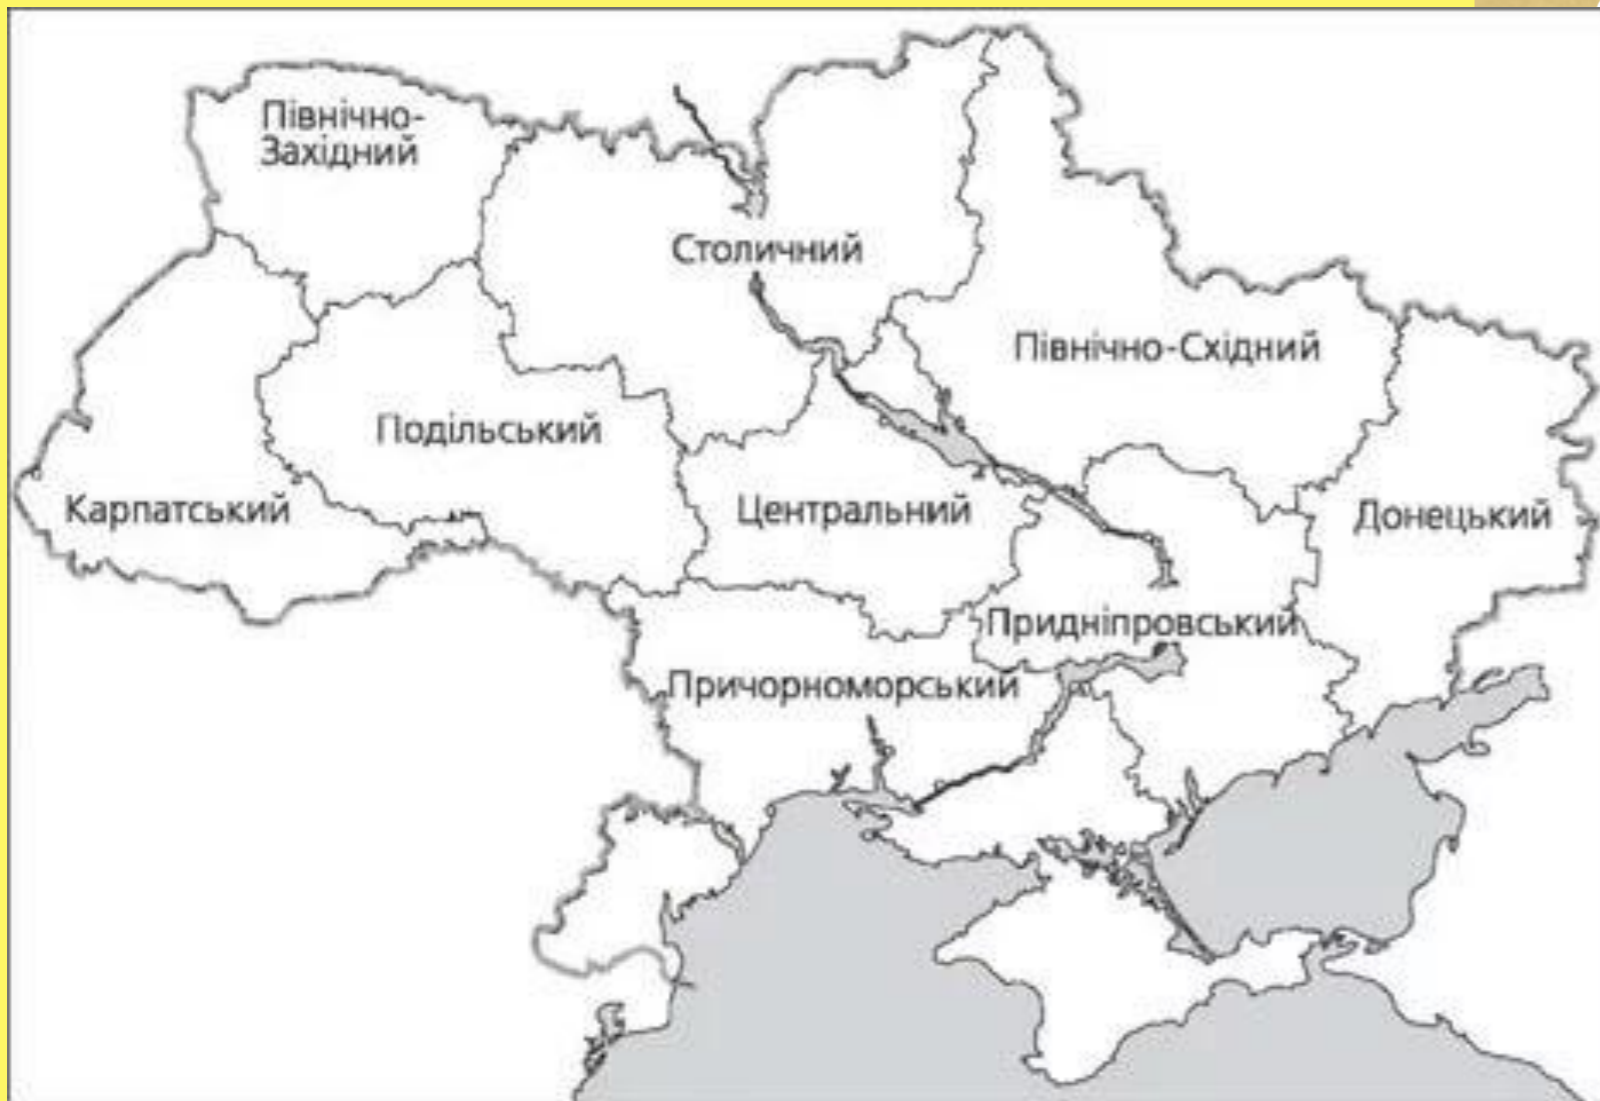 Північно-
Західний
Столичний
Північно-Східний
Подільський
Карпатський
Центральний
Донецький
Придніпровський
Причорноморський